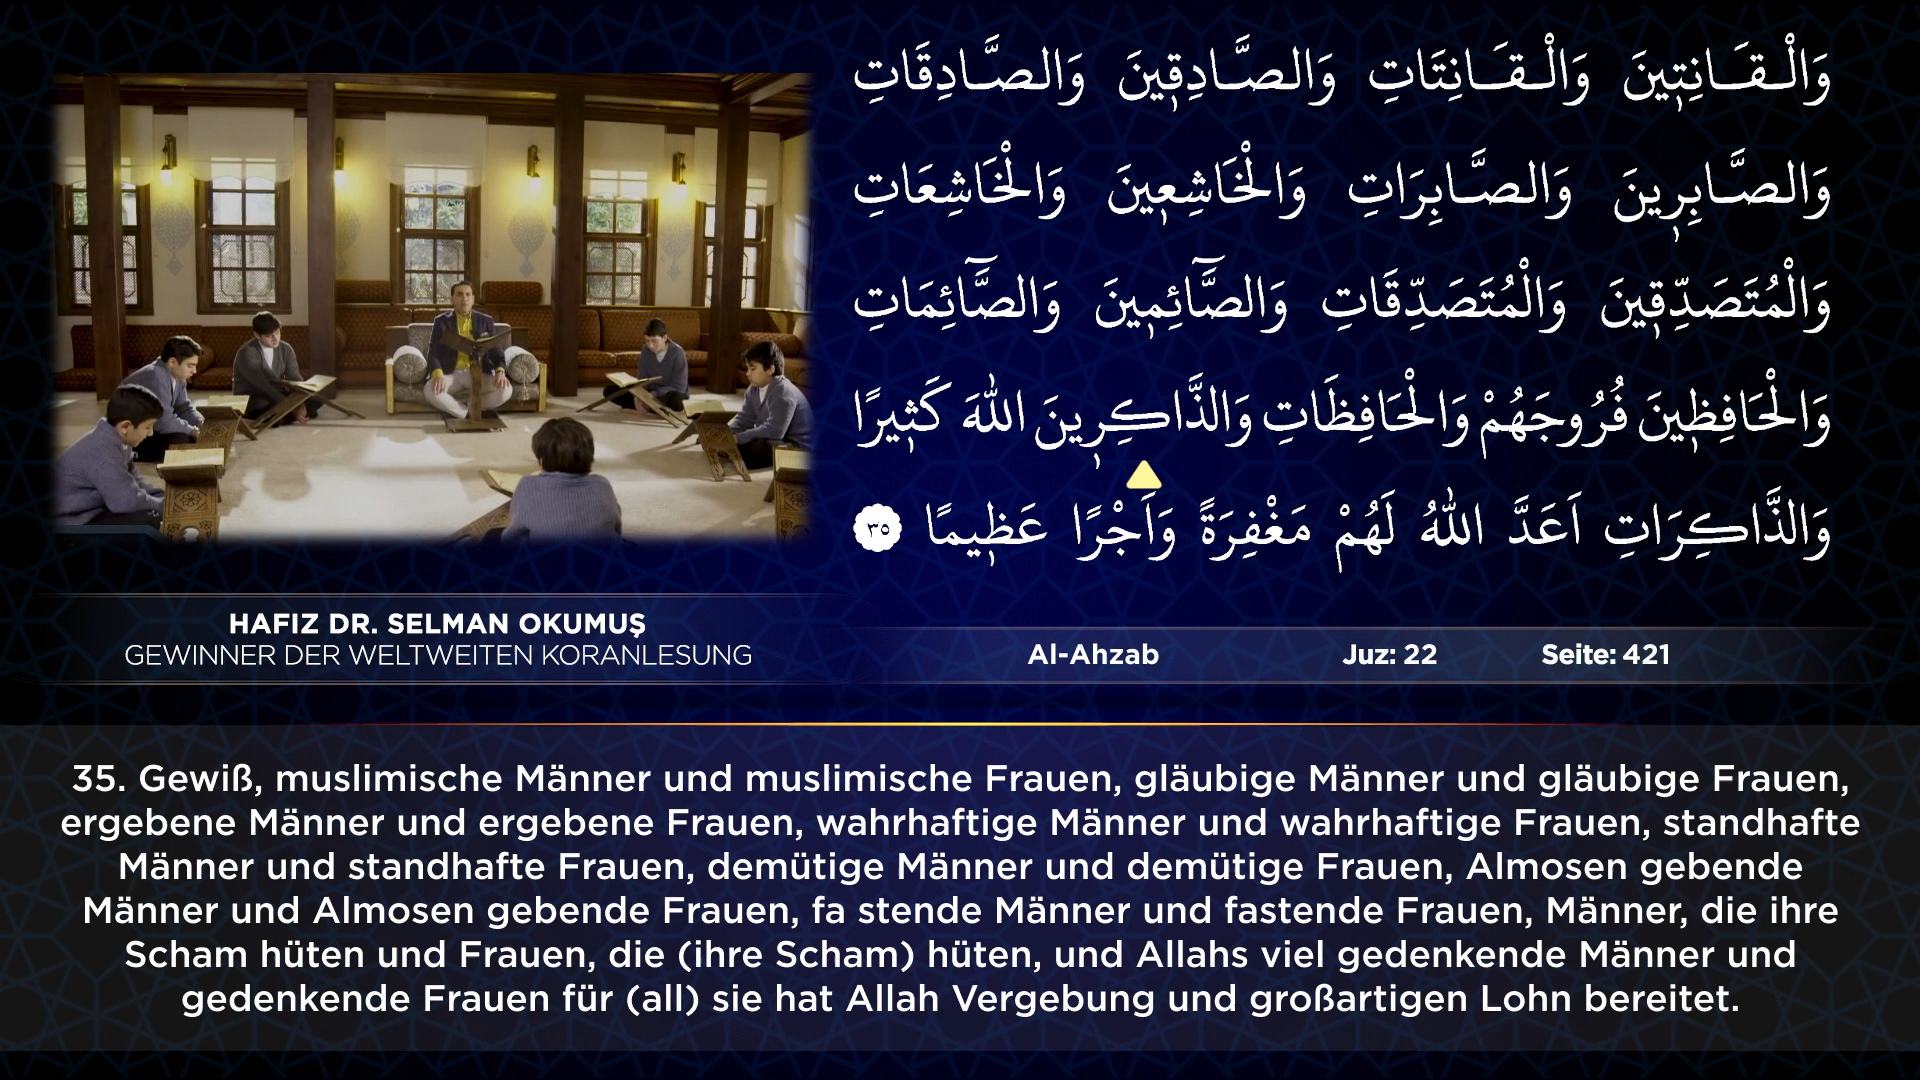 وَالْقَانِتِينَ وَالْقَانِتَاتِ وَالصَّادِقِينَ وَالصَّادِقَاتِ
وَالصَّابِرِينَ وَالصَّابِرَاتِ وَالْخَاشِعِينَ وَالْخَاشِعَاتِ
وَالْمُتَصَدِّقِينَ وَالْمُتَصَدِّقَاتِ وَالصَّٓائِمِينَ وَالصَّٓائِمَاتِ
وَالْحَافِظِينَ فُرُوجَهُمْ وَالْحَافِظَاتِ وَالذَّاكِرِينَ اللّٰهَ كَثِيرًا
وَالذَّاكِرَاتِ اَعَدَّ اللّٰهُ لَهُمْ مَغْفِرَةً وَاَجْرًا عَظِيمًا ٣٥
HAFIZ DR. SELMAN OKUMUŞ
GEWINNER DER WELTWEITEN KORANLESUNG
Al-Ahzab Juz: 22 Seite: 421
35. Gewiß, muslimische Männer und muslimische Frauen, gläubige Männer und gläubige Frauen,
ergebene Männer und ergebene Frauen, wahrhaftige Männer und wahrhaftige Frauen, standhafte
Männer und standhafte Frauen, demütige Männer und demütige Frauen, Almosen gebende
Männer und Almosen gebende Frauen, fa stende Männer und fastende Frauen, Männer, die ihre
Scham hüten und Frauen, die (ihre Scham) hüten, und Allahs viel gedenkende Männer und
gedenkende Frauen für (all) sie hat Allah Vergebung und großartigen Lohn bereitet.